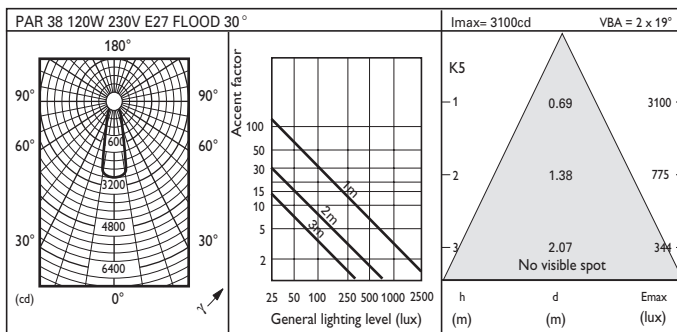 PAR 38 120W 230V E27 FLOOD 30°
Imax= 3100cd VBA = 2 x 19°
180°
90° 90°
60° 60°
30° 30°
600
3200
4800
6400
(cd) 0° γ
Accent factor
100
50
30
15
10
5
2
1m
2m
3m
25 50 100 250 500 1000 2500
General lighting level (lux)
K5
1 0.69 3100
2 1.38 775
3 2.07 344
No visible spot
h d Emax
(m) (m) (lux)